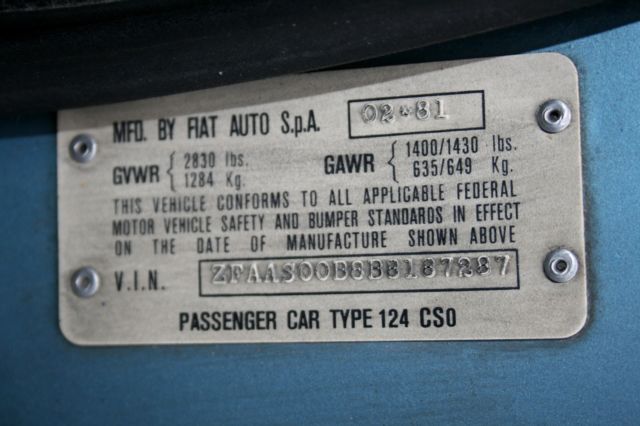 MFD. BY FIAT AUTO S.p.A. 02*81
GVWR { 2830 lbs. 1284 Kg. GAWR { 1400/1430 lbs. 635/649 Kg.
THIS VEHICLE CONFORMS TO ALL APPLICABLE FEDERAL
MOTOR VEHICLE SAFETY AND BUMPER STANDARDS IN EFFECT
ON THE DATE OF MANUFACTURE SHOWN ABOVE
V.I.N. ZFAAS00B8B8187287
PASSENGER CAR TYPE 124 CS0